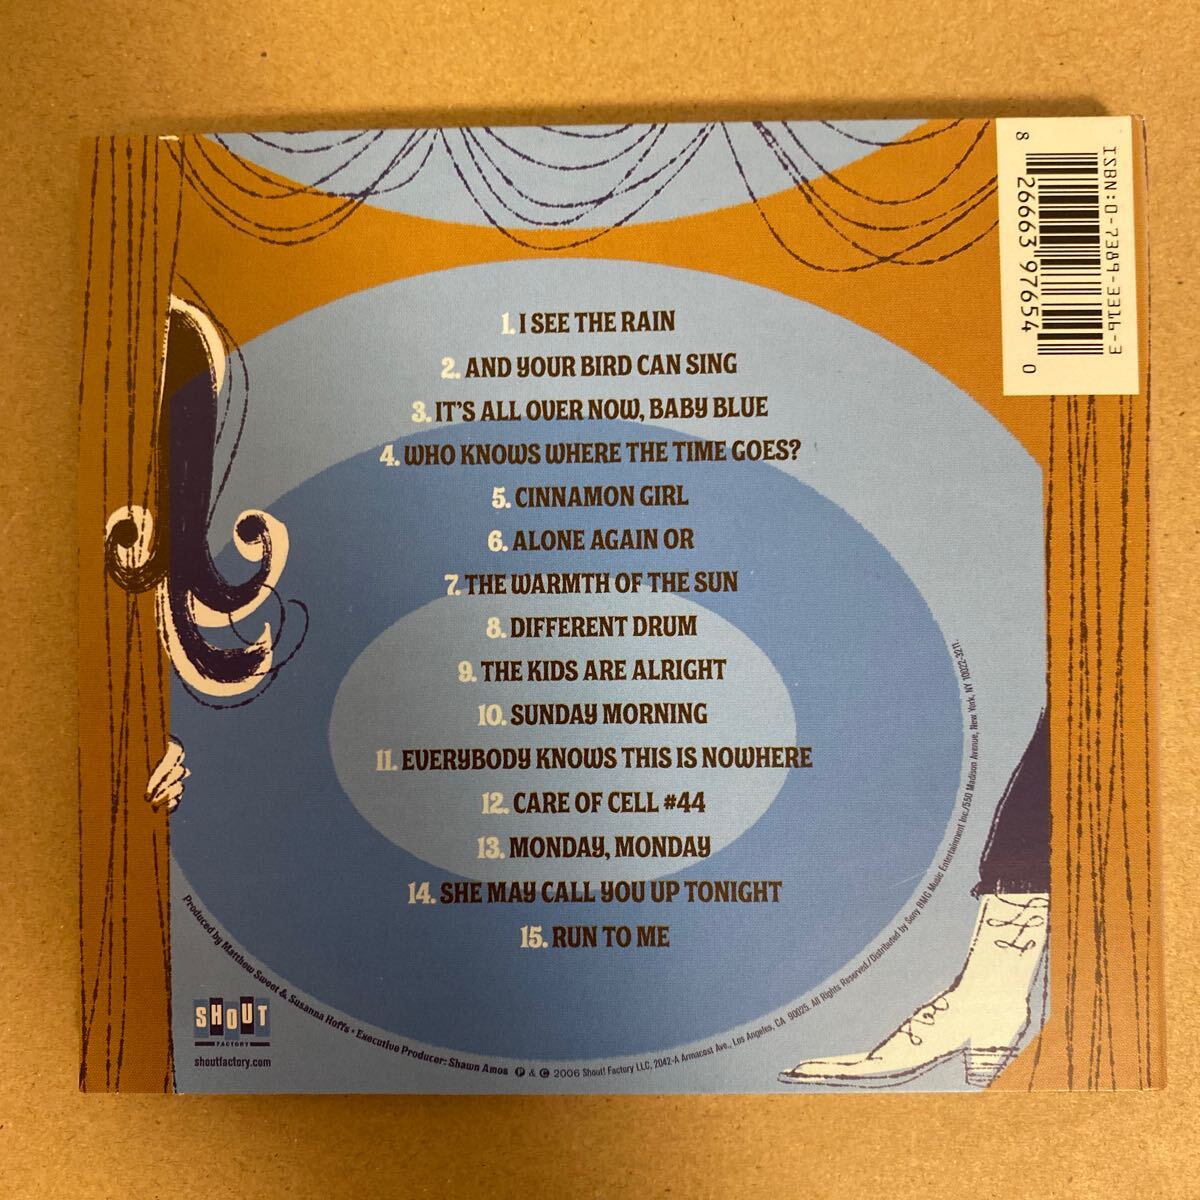 ISBN:0-7389-3316-3
8 26663 97654 0
1. I SEE THE RAIN
2. AND YOUR BIRD CAN SING
3. IT'S ALL OVER NOW, BABY BLUE
4. WHO KNOWS WHERE THE TIME GOES?
5. CINNAMON GIRL
6. ALONE AGAIN OR
7. THE WARMTH OF THE SUN
8. DIFFERENT DRUM
9. THE KIDS ARE ALRIGHT
10. SUNDAY MORNING
11. EVERYBODY KNOWS THIS IS NOWHERE
12. CARE OF CELL #44
13. MONDAY, MONDAY
14. SHE MAY CALL YOU UP TONIGHT
15. RUN TO ME
Produced by Matthew Sweet & Susanna Hoffs • Executive Producer: Shawn Amos ℗ & © 2006 Shout! Factory LLC, 2042-A Armacost Ave., Los Angeles, CA 90025. All Rights Reserved./Distributed by Sony BMG Music Entertainment Inc./550 Madison Avenue, New York, NY 10022-3211.
SHOUT
FACTORY
shoutfactory.com